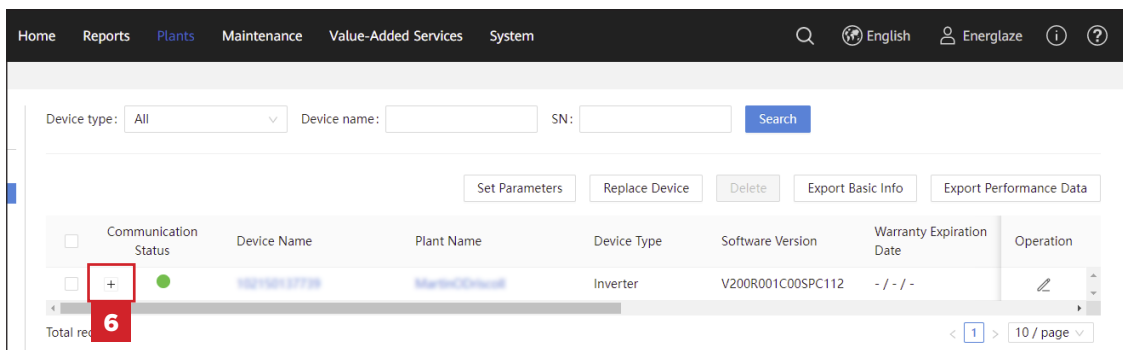 Home Reports Plants Maintenance Value-Added Services System English Energlaze
Device type: All Device name: SN: Search
Set Parameters Replace Device Delete Export Basic Info Export Performance Data
Communication Status Device Name Plant Name Device Type Software Version Warranty Expiration Date Operation
+ Inverter V200R001C00SPC112 - / - / -
6
Total < 1 > 10 / page